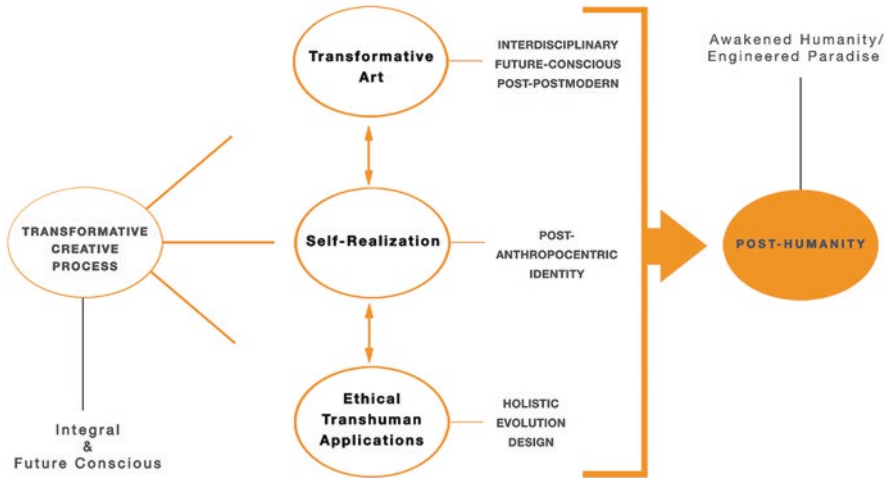 TRANSFORMATIVE
CREATIVE
PROCESS
Integral
&
Future Conscious
Transformative
Art
INTERDISCIPLINARY
FUTURE-CONSCIOUS
POST-POSTMODERN
Self-Realization
POST-
ANTHROPOCENTRIC
IDENTITY
Ethical
Transhuman
Applications
HOLISTIC
EVOLUTION
DESIGN
Awakened Humanity/
Engineered Paradise
POST-HUMANITY